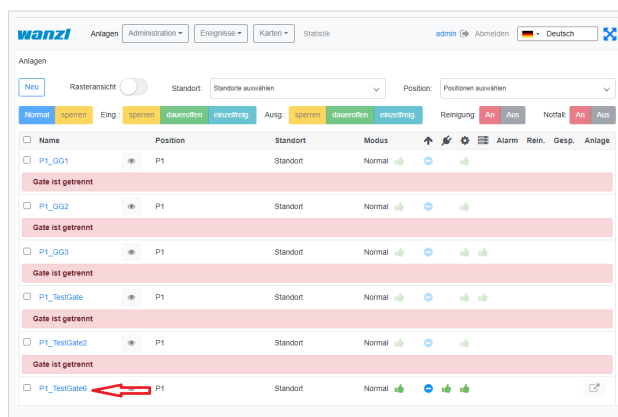 wanzl Anlagen Administration Ereignisse Karten Statistik admin Abmelden Deutsch
Anlagen
Neu Rasteransicht Standort: Standorte auswählen Position: Positionen auswählen
Normal sperren Eing.: sperren daueroffen einzelfreig. Ausg.: sperren daueroffen einzelfreig. Reinigung: An Aus Notfall: An Aus
Name Position Standort Modus Alarm Rein. Gesp. Anlage
P1_GG1 P1 Standort Normal
Gate ist getrennt
P1_GG2 P1 Standort Normal
Gate ist getrennt
P1_GG3 P1 Standort Normal
Gate ist getrennt
P1_TestGate P1 Standort Normal
Gate ist getrennt
P1_TestGate2 P1 Standort Normal
Gate ist getrennt
P1_TestGate6 P1 Standort Normal